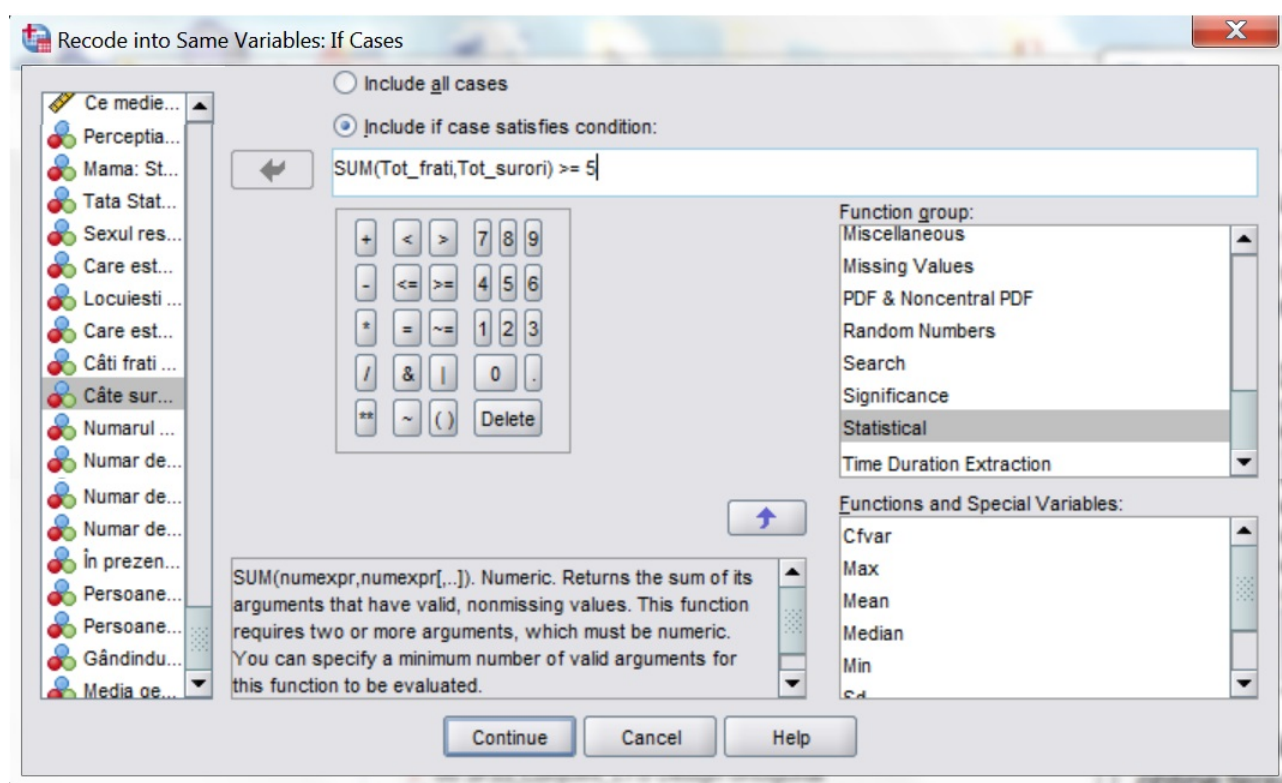 Recode into Same Variables: If Cases
X
Ce medie...
Perceptia...
Mama: St...
Tata Stat...
Sexul res...
Care est...
Locuiesti ...
Care est...
Câti frati ...
Câte sur...
Numarul ...
Numar de...
Numar de...
Numar de...
În prezen...
Persoane...
Persoane...
Gândindu...
Media ge...
Include all cases
Include if case satisfies condition:
SUM(Tot_frati,Tot_surori) >= 5
+ < > 7 8 9
- <= >= 4 5 6
* = ~= 1 2 3
/ & | 0 .
** ~ ( ) Delete
Function group:
Miscellaneous
Missing Values
PDF & Noncentral PDF
Random Numbers
Search
Significance
Statistical
Time Duration Extraction
Functions and Special Variables:
Cfvar
Max
Mean
Median
Min
Sd
SUM(numexpr,numexpr[,..]). Numeric. Returns the sum of its
arguments that have valid, nonmissing values. This function
requires two or more arguments, which must be numeric.
You can specify a minimum number of valid arguments for
this function to be evaluated.
Continue
Cancel
Help